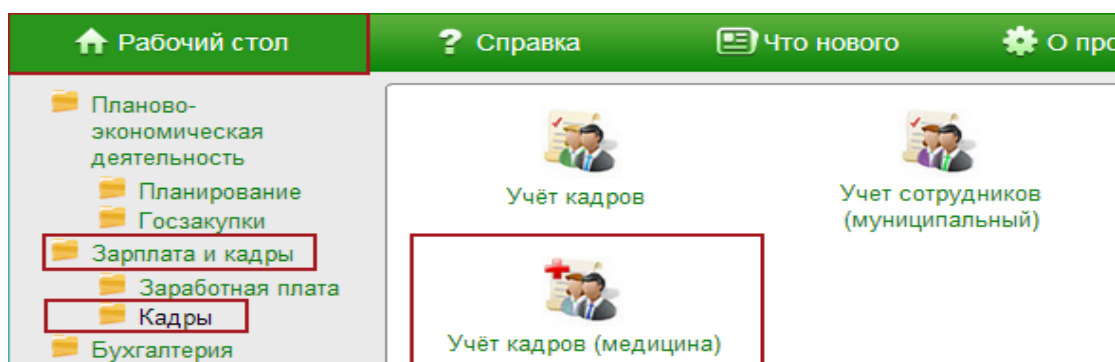 Рабочий стол
Справка
Что нового
О про
Планово-
экономическая
деятельность
Планирование
Госзакупки
Зарплата и кадры
Заработная плата
Кадры
Бухгалтерия
Учёт кадров
Учет сотрудников
(муниципальный)
Учёт кадров (медицина)